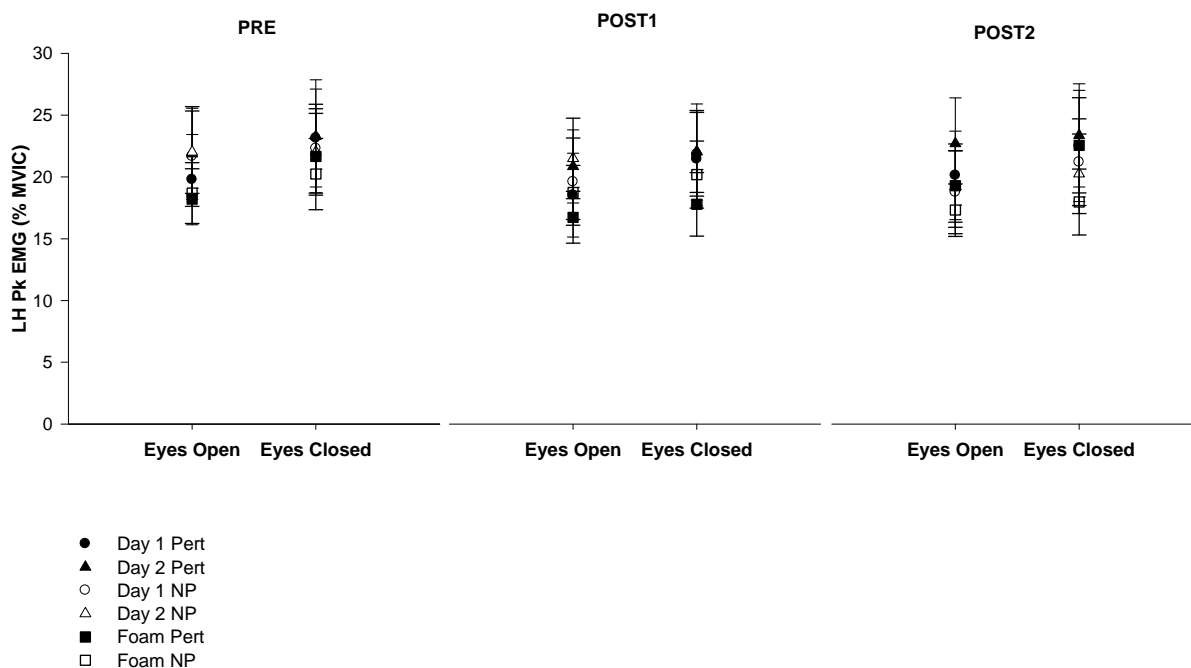 PRE
POST1
POST2
LH Pk EMG (% MVIC)
30
25
20
15
10
5
0
Eyes Open Eyes Closed
Eyes Open Eyes Closed
Eyes Open Eyes Closed
Day 1 Pert
Day 2 Pert
Day 1 NP
Day 2 NP
Foam Pert
Foam NP